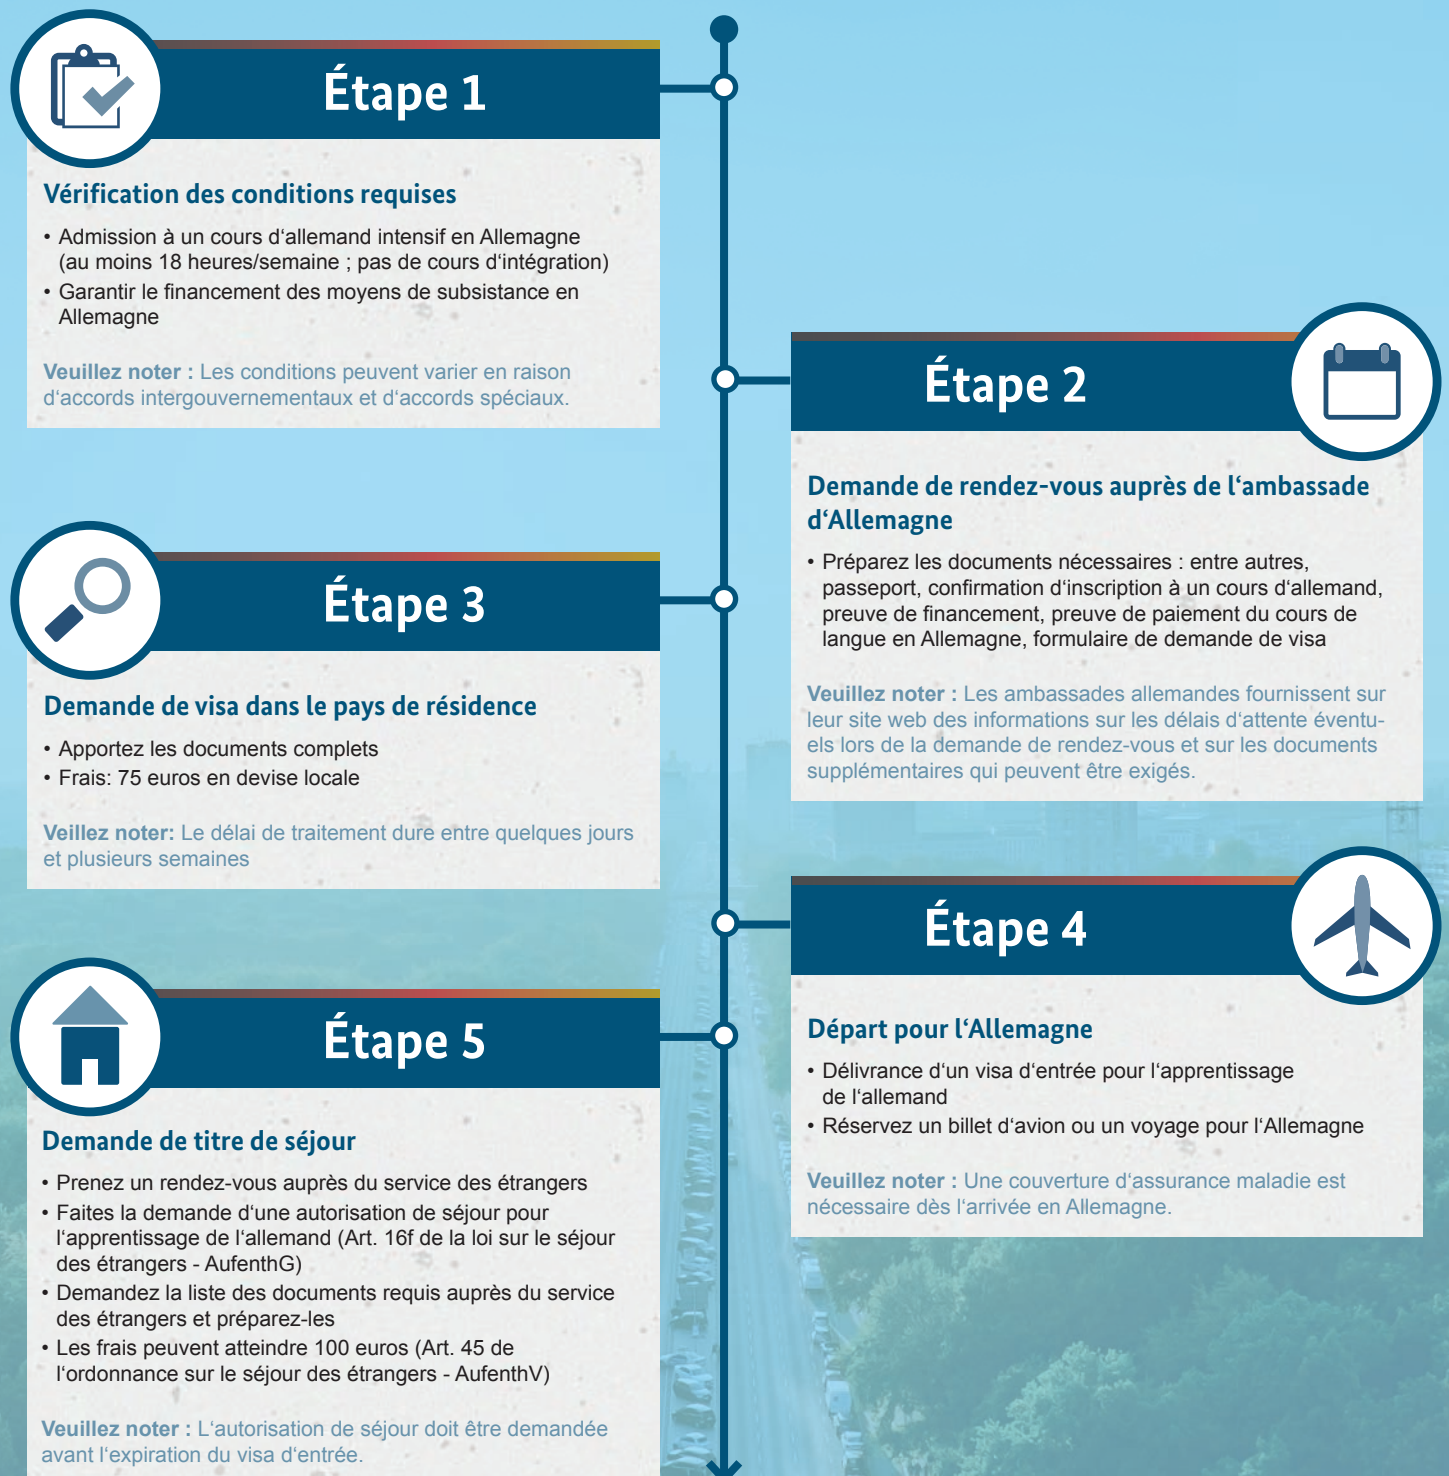 Étape 1
Vérification des conditions requises
• Admission à un cours d‘allemand intensif en Allemagne
(au moins 18 heures/semaine ; pas de cours d‘intégration)
• Garantir le financement des moyens de subsistance en
Allemagne
Veuillez noter : Les conditions peuvent varier en raison
d‘accords intergouvernementaux et d‘accords spéciaux.
Étape 2
Demande de rendez-vous auprès de l‘ambassade
d‘Allemagne
• Préparez les documents nécessaires : entre autres,
passeport, confirmation d‘inscription à un cours d‘allemand,
preuve de financement, preuve de paiement du cours de
langue en Allemagne, formulaire de demande de visa
Veuillez noter : Les ambassades allemandes fournissent sur
leur site web des informations sur les délais d‘attente éventu-
els lors de la demande de rendez-vous et sur les documents
supplémentaires qui peuvent être exigés.
Étape 3
Demande de visa dans le pays de résidence
• Apportez les documents complets
• Frais: 75 euros en devise locale
Veillez noter: Le délai de traitement dure entre quelques jours
et plusieurs semaines
Étape 4
Départ pour l‘Allemagne
• Délivrance d‘un visa d‘entrée pour l‘apprentissage
de l‘allemand
• Réservez un billet d‘avion ou un voyage pour l‘Allemagne
Veuillez noter : Une couverture d‘assurance maladie est
nécessaire dès l‘arrivée en Allemagne.
Étape 5
Demande de titre de séjour
• Prenez un rendez-vous auprès du service des étrangers
• Faites la demande d‘une autorisation de séjour pour
l‘apprentissage de l‘allemand (Art. 16f de la loi sur le séjour
des étrangers - AufenthG)
• Demandez la liste des documents requis auprès du service
des étrangers et préparez-les
• Les frais peuvent atteindre 100 euros (Art. 45 de
l‘ordonnance sur le séjour des étrangers - AufenthV)
Veuillez noter : L‘autorisation de séjour doit être demandée
avant l‘expiration du visa d‘entrée.